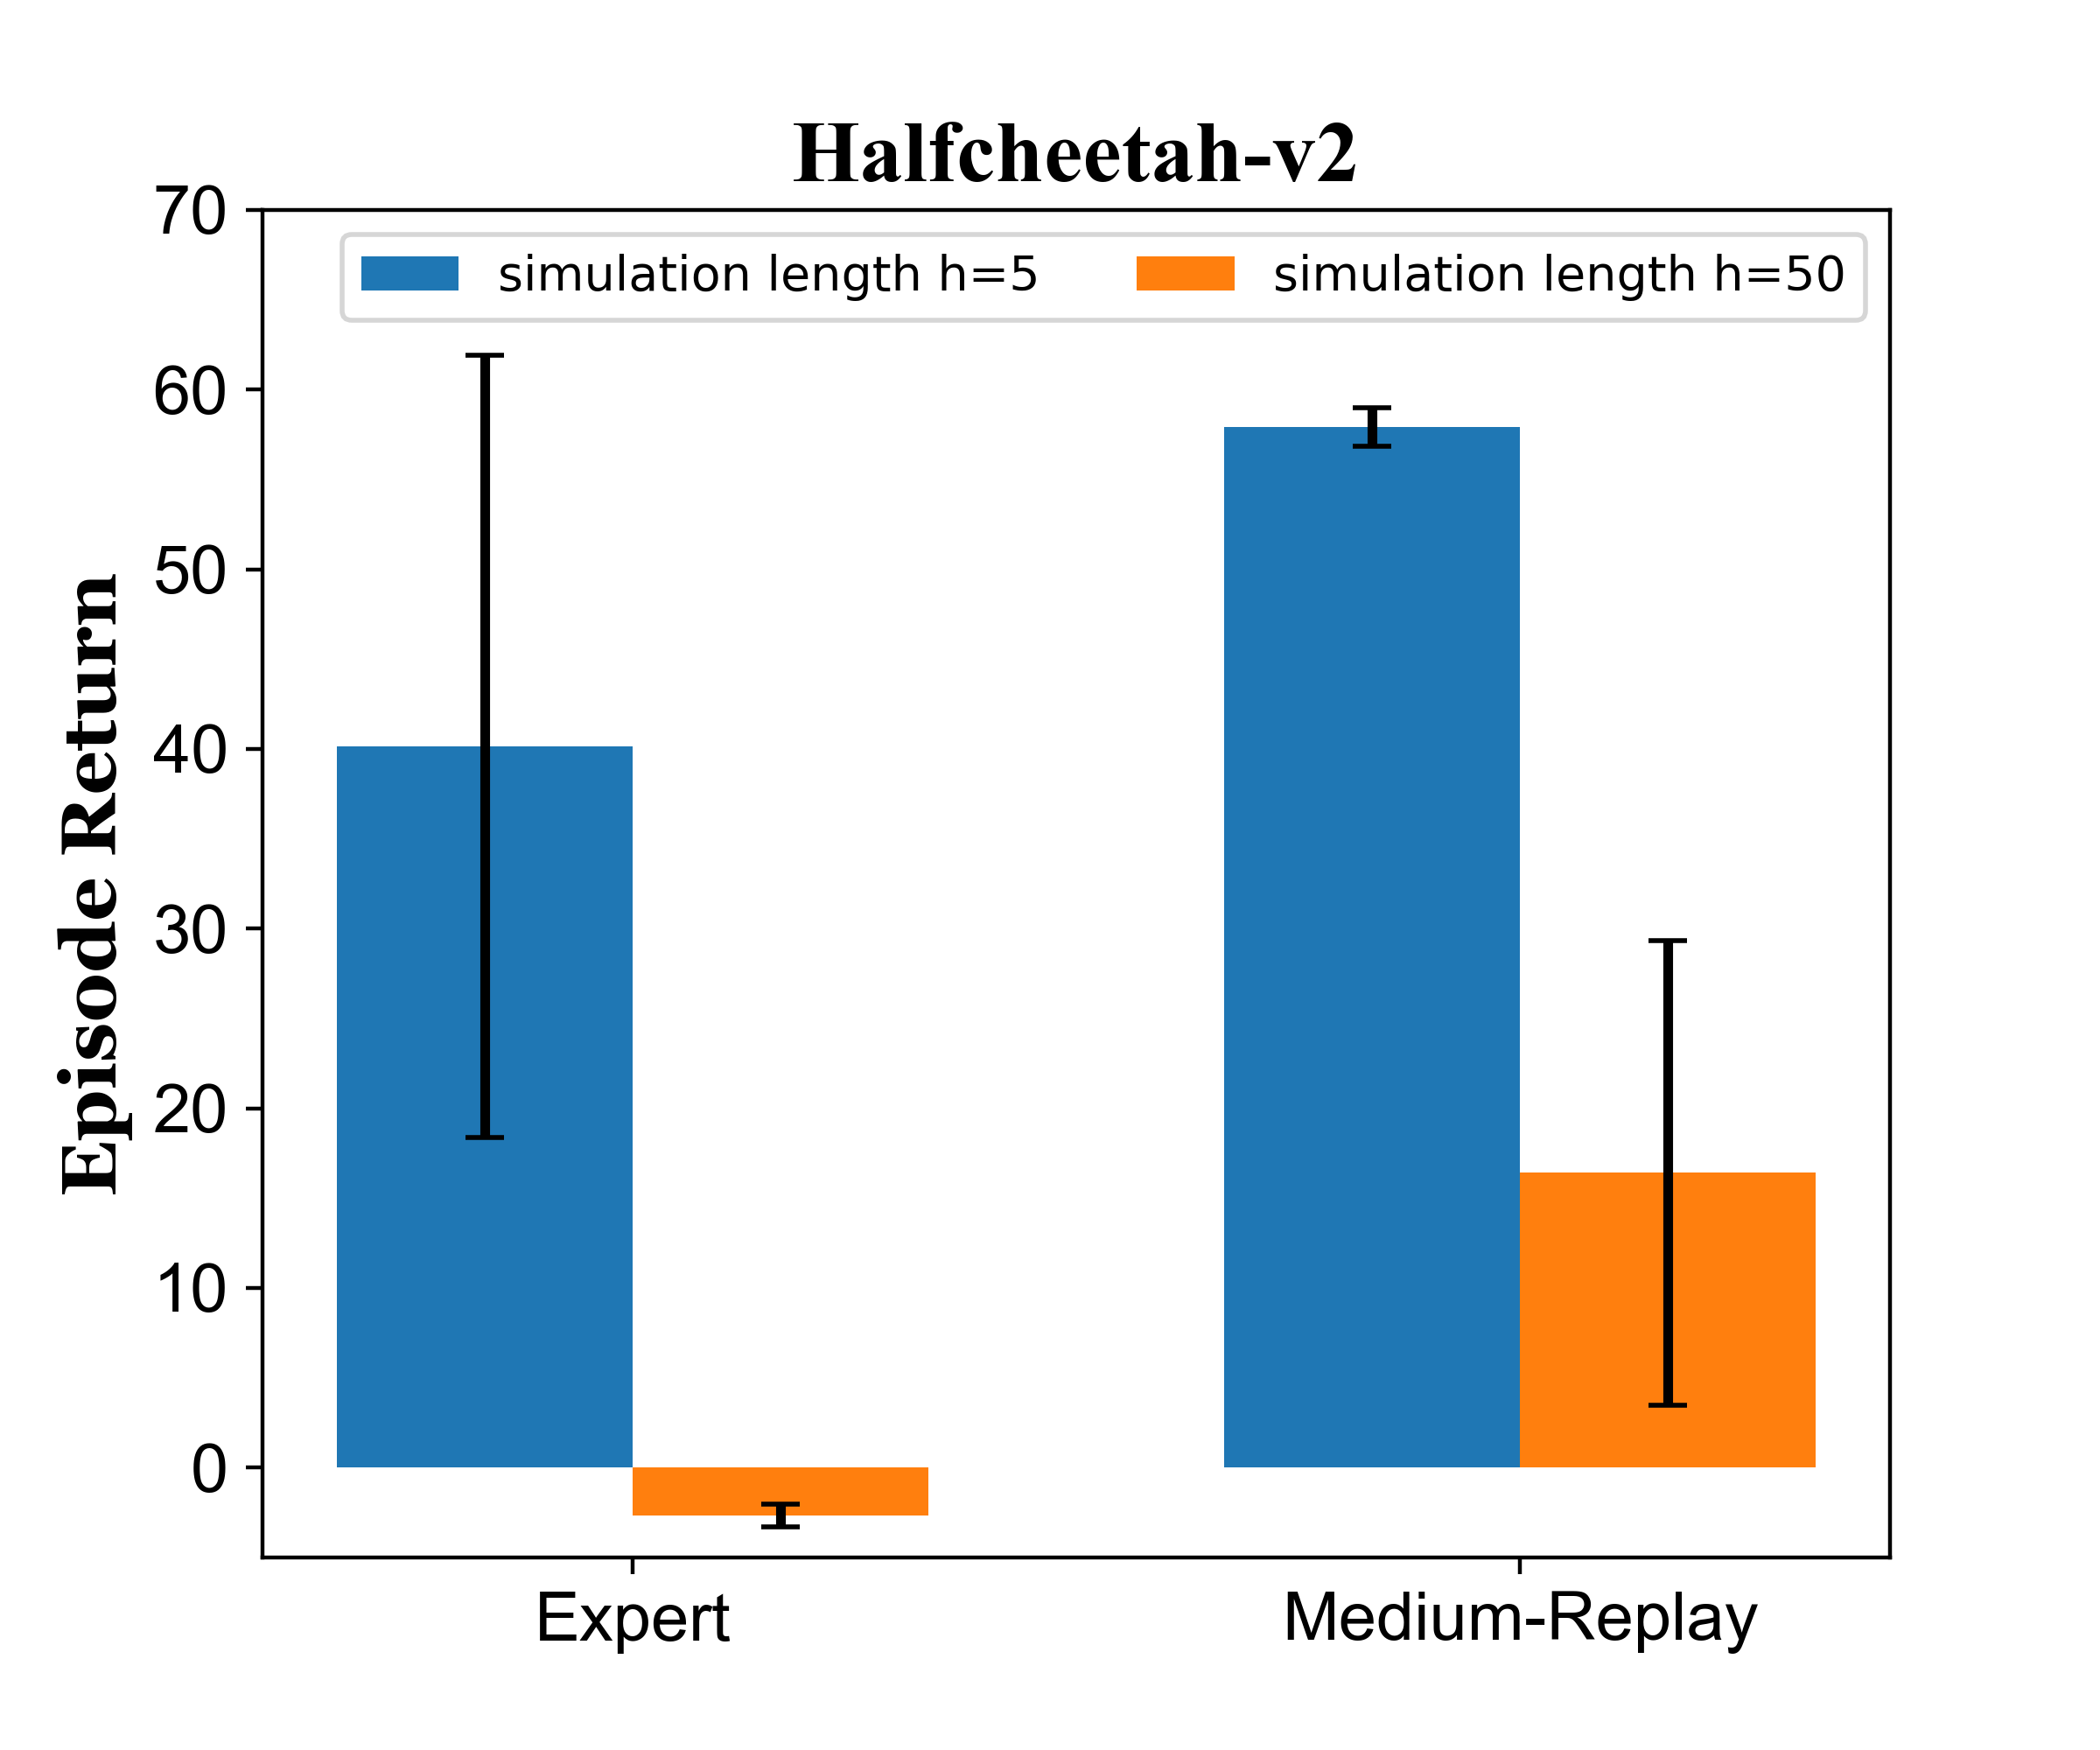 Halfcheetah-v2
simulation length h=5
simulation length h=50
Episode Return
70
60
50
40
30
20
10
0
Expert
Medium-Replay